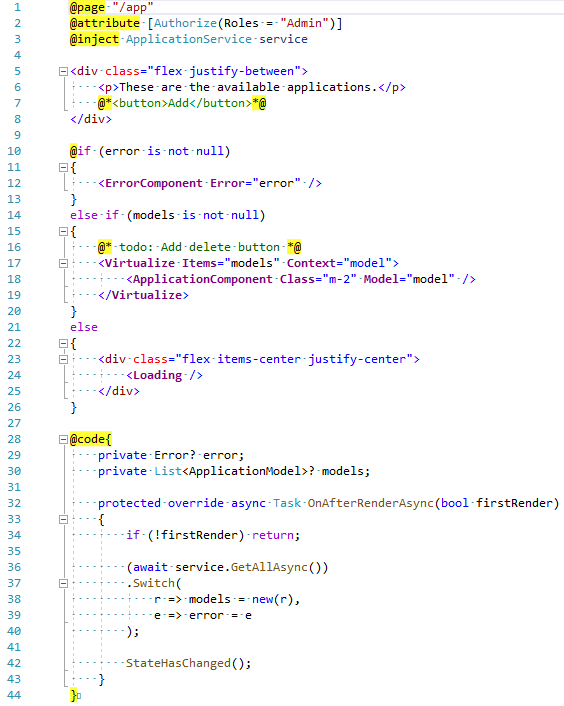 1 @page "/app"
2 @attribute [Authorize(Roles = "Admin")]
3 @inject ApplicationService service
4
5 <div class="flex justify-between">
6     <p>These are the available applications.</p>
7     @*<button>Add</button>*@
8 </div>
9
10 @if (error is not null)
11 {
12     <ErrorComponent Error="error" />
13 }
14 else if (models is not null)
15 {
16     @* todo: Add delete button *@
17     <Virtualize Items="models" Context="model">
18         <ApplicationComponent Class="m-2" Model="model" />
19     </Virtualize>
20 }
21 else
22 {
23     <div class="flex items-center justify-center">
24         <Loading />
25     </div>
26 }
27
28 @code{
29     private Error? error;
30     private List<ApplicationModel>? models;
31
32     protected override async Task OnAfterRenderAsync(bool firstRender)
33     {
34         if (!firstRender) return;
35
36         (await service.GetAllAsync())
37         .Switch(
38             r => models = new(r),
39             e => error = e
40         );
41
42         StateHasChanged();
43     }
44 }